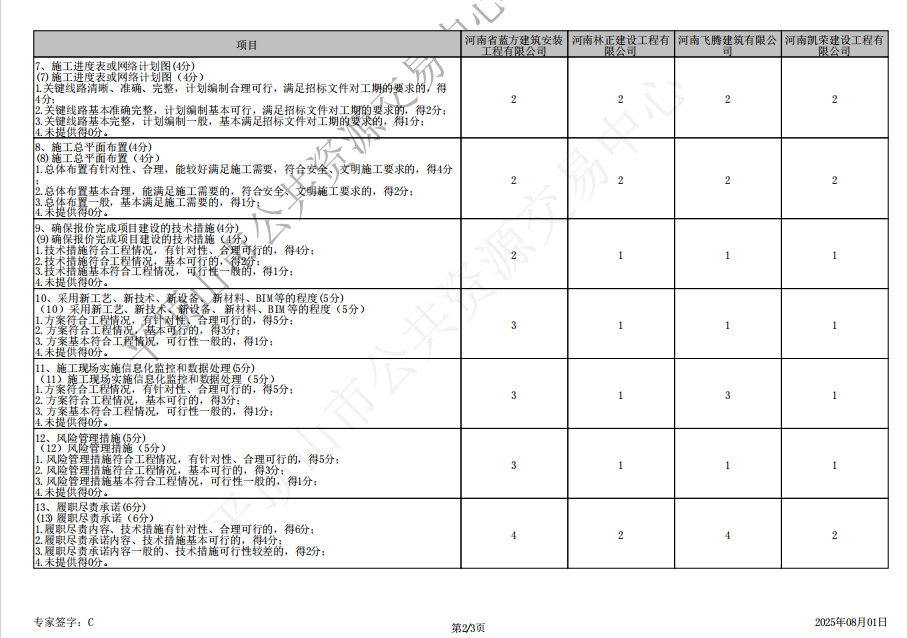 项目
河南省蓝方建筑安装
工程有限公司
河南林正建设工程有
限公司
河南飞腾建筑有限公
司
河南凯荣建设工程有
限公司
7、施工进度表或网络计划图(4分)
(7)施工进度表或网络计划图（4分）
1.关键线路清晰、准确、完整，计划编制合理可行，满足招标文件对工期的要求的，得
4分；
2.关键线路基本准确完整，计划编制基本可行，满足招标文件对工期的要求的，得2分；
3.关键线路基本完整，计划编制一般，基本满足招标文件对工期的要求的，得1分；
4.未提供得0分。
2
2
2
2
8、施工总平面布置(4分)
(8)施工总平面布置（4分）
1.总体布置有针对性、合理，能较好满足施工需要，符合安全、文明施工要求的，得4分
；
2.总体布置基本合理，能满足施工需要的，符合安全、文明施工要求的，得2分；
3.总体布置一般，基本满足施工需要的，得1分；
4.未提供得0分。
2
2
2
2
9、确保报价完成项目建设的技术措施(4分)
(9)确保报价完成项目建设的技术措施（4分）
1.技术措施符合工程情况，有针对性、合理可行的，得4分；
2.技术措施符合工程情况，基本可行的，得2分；
3.技术措施基本符合工程情况，可行性一般的，得1分；
4.未提供得0分。
2
1
1
1
10、采用新工艺、新技术、新设备、新材料、BIM等的程度(5分)
（10）采用新工艺、新技术、新设备、新材料、BIM等的程度（5分）
1.方案符合工程情况，有针对性、合理可行的，得5分；
2. 方案符合工程情况，基本可行的，得3分；
3. 方案基本符合工程情况，可行性一般的，得1分；
4.未提供得0分。
3
1
1
1
11、施工现场实施信息化监控和数据处理(5分)
（11）施工现场实施信息化监控和数据处理（5分）
1.方案符合工程情况，有针对性、合理可行的，得5分；
2.方案符合工程情况，基本可行的，得3分；
3. 方案基本符合工程情况，可行性一般的，得1分；
4.未提供得0分。
3
1
3
1
12、风险管理措施(5分)
（12）风险管理措施（5分）
1. 风险管理措施符合工程情况，有针对性、合理可行的，得5分；
2. 风险管理措施符合工程情况，基本可行的，得3分；
3. 风险管理措施基本符合工程情况，可行性一般的，得1分；
4.未提供得0分。
3
1
1
1
13、履职尽责承诺(6分)
(13)履职尽责承诺（6分）
1.履职尽责内容、技术措施有针对性、合理可行的，得6分；
2.履职尽责承诺内容、技术措施基本可行的，得4分；
3.履职尽责承诺内容一般的、技术措施可行性较差的，得2分；
4.未提供得0分。
4
2
4
2
平顶山市公共资源交易中心
平顶山市公共资源交易中心
专家签字：C
第2/3页
2025年08月01日